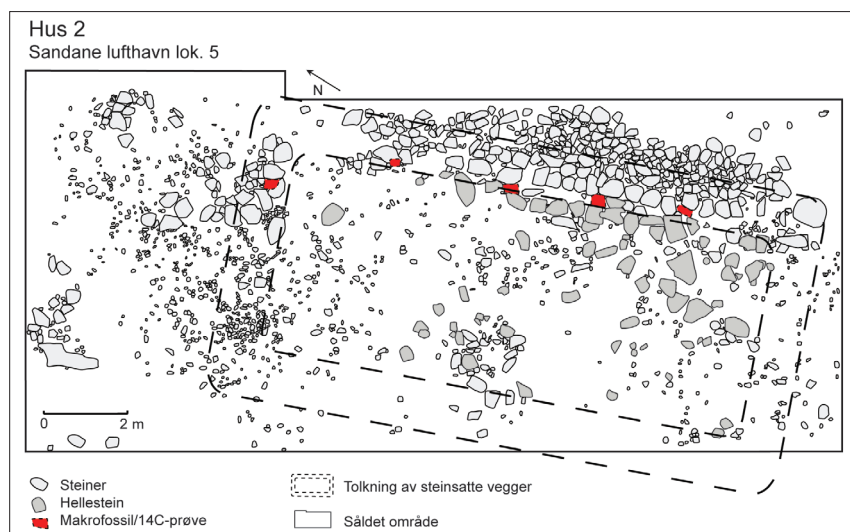 Hus 2
Sandane lufthavn lok. 5
N
0 2 m
Steiner
Hellestein
Makrofossil/14C-prøve
Tolkning av steinsatte vegger
Såldet område